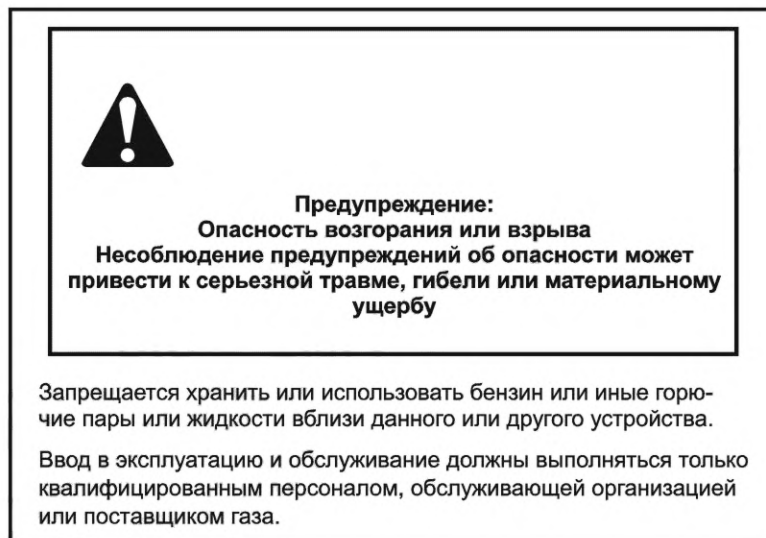 Предупреждение:
Опасность возгорания или взрыва
Несоблюдение предупреждений об опасности может
привести к серьезной травме, гибели или материальному
ущербу
Запрещается хранить или использовать бензин или иные горю-
чие пары или жидкости вблизи данного или другого устройства.
Ввод в эксплуатацию и обслуживание должны выполняться только
квалифицированным персоналом, обслуживающей организацией
или поставщиком газа.